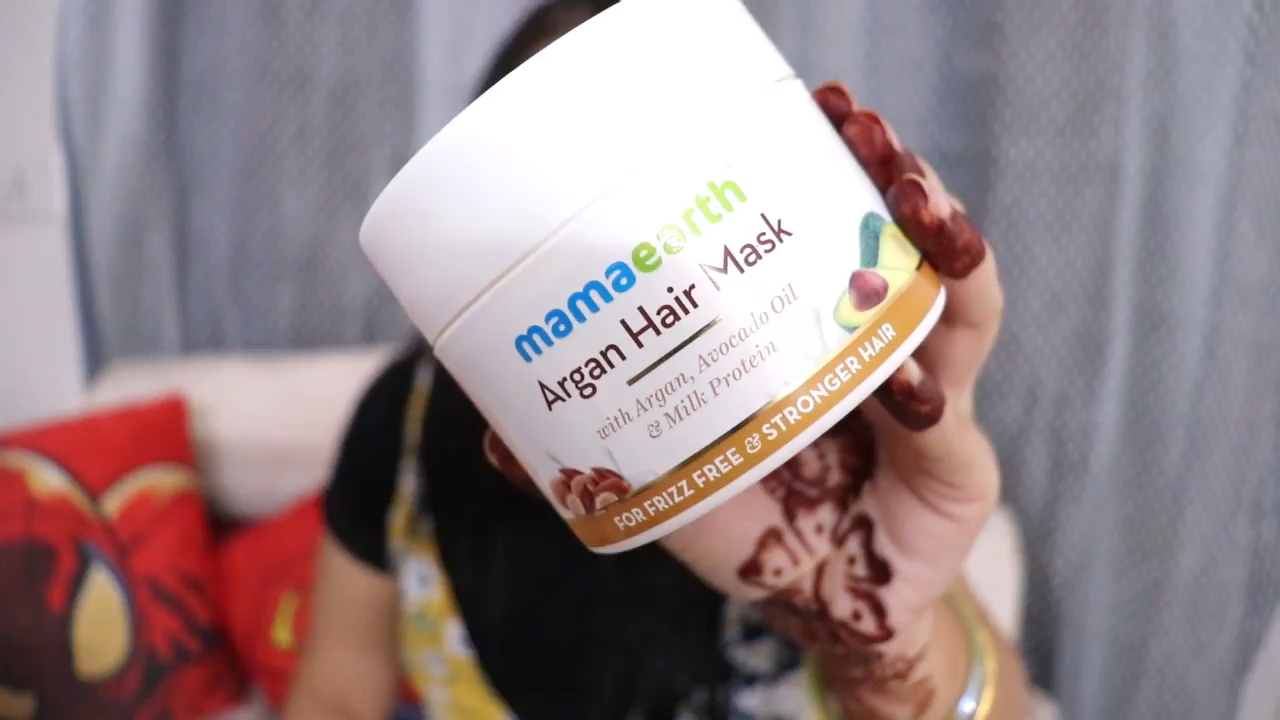 mamaearth
Argan Hair Mask
with Argan, Avocado Oil
& Milk Protein
FOR FRIZZ FREE & STRONGER HAIR